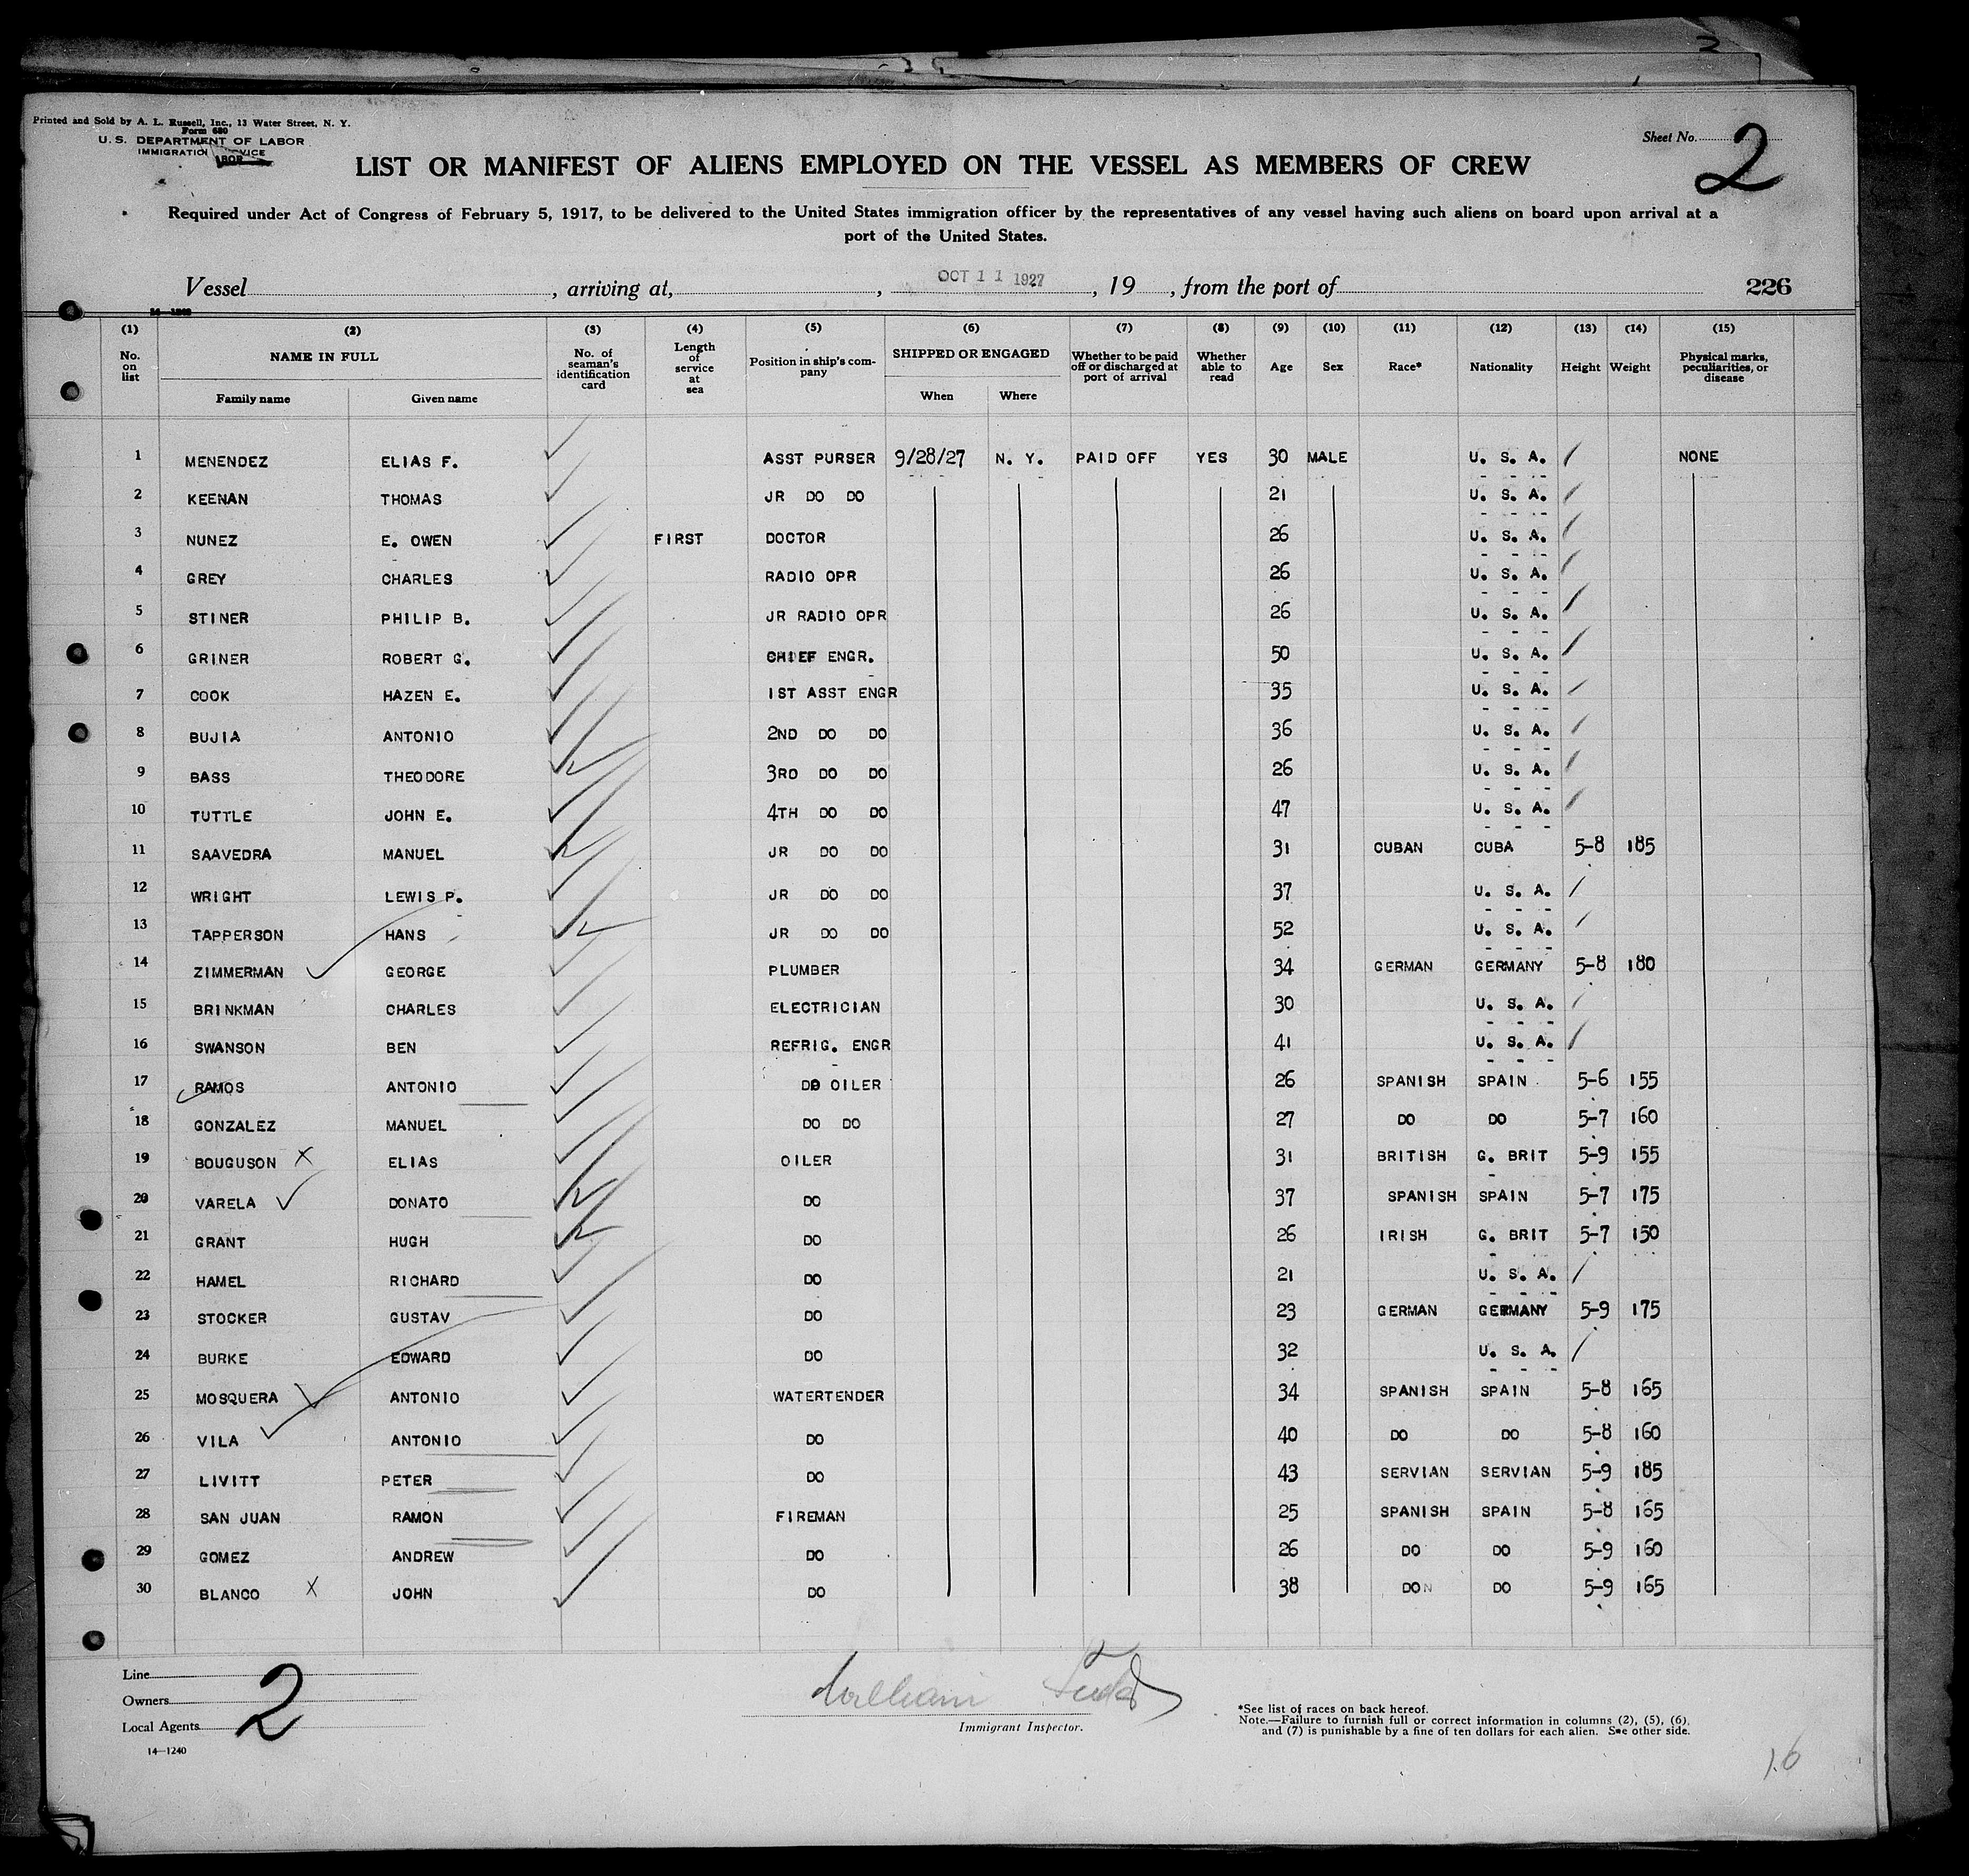 2
Printed and Sold by A. L. Russell, Inc., 13 Water Street, N. Y.
Form 680
U. S. DEPARTMENT OF LABOR
IMMIGRATION SERVICE
Sheet No. 2
LIST OR MANIFEST OF ALIENS EMPLOYED ON THE VESSEL AS MEMBERS OF CREW
Required under Act of Congress of February 5, 1917, to be delivered to the United States immigration officer by the representatives of any vessel having such aliens on board upon arrival at a
port of the United States.
Vessel , arriving at, , OCT 11 1927 , 19 , from the port of 226
(1) (2) (3) (4) (5) (6) (7) (8) (9) (10) (11) (12) (13) (14) (15)
No. on list NAME IN FULL Family name Given name No. of seaman's identification card Length of service at sea Position in ship's company SHIPPED OR ENGAGED When Where Whether to be paid off or discharged at port of arrival Whether able to read Age Sex Race* Nationality Height Weight Physical marks, peculiarities, or disease
1 MENENDEZ ELIAS F. ASST PURSER 9/28/27 N. Y. PAID OFF YES 30 MALE U. S. A. NONE
2 KEENAN THOMAS JR DO DO 21 U. S. A.
3 NUNEZ E. OWEN FIRST DOCTOR 26 U. S. A.
4 GREY CHARLES RADIO OPR 26 U. S. A.
5 STINER PHILIP B. JR RADIO OPR 26 U. S. A.
6 GRINER ROBERT G. CHIEF ENGR. 50 U. S. A.
7 COOK HAZEN E. 1ST ASST ENGR 35 U. S. A.
8 BUJIA ANTONIO 2ND DO DO 36 U. S. A.
9 BASS THEODORE 3RD DO DO 26 U. S. A.
10 TUTTLE JOHN E. 4TH DO DO 47 U. S. A.
11 SAAVEDRA MANUEL JR DO DO 31 CUBAN CUBA 5-8 185
12 WRIGHT LEWIS P. JR DO DO 37 U. S. A.
13 TAPPERSON HANS JR DO DO 52 U. S. A.
14 ZIMMERMAN GEORGE PLUMBER 34 GERMAN GERMANY 5-8 180
15 BRINKMAN CHARLES ELECTRICIAN 30 U. S. A.
16 SWANSON BEN REFRIG. ENGR 41 U. S. A.
17 RAMOS ANTONIO DO OILER 26 SPANISH SPAIN 5-6 155
18 GONZALEZ MANUEL DO DO 27 DO DO 5-7 160
19 BOUGUSON X ELIAS OILER 31 BRITISH G. BRIT 5-9 155
20 VARELA DONATO DO 37 SPANISH SPAIN 5-7 175
21 GRANT HUGH DO 26 IRISH G. BRIT 5-7 150
22 HAMEL RICHARD DO 21 U. S. A.
23 STOCKER GUSTAV DO 23 GERMAN GERMANY 5-9 175
24 BURKE EDWARD DO 32 U. S. A.
25 MOSQUERA ANTONIO WATERTENDER 34 SPANISH SPAIN 5-8 165
26 VILA ANTONIO DO 40 DO DO 5-8 160
27 LIVITT PETER DO 43 SERVIAN SERVIAN 5-9 185
28 SAN JUAN RAMON FIREMAN 25 SPANISH SPAIN 5-8 165
29 GOMEZ ANDREW DO 26 DO DO 5-9 160
30 BLANCO X JOHN DO 38 DO DO 5-9 165
Line
Owners
Local Agents
2
14—1240
William
Immigrant Inspector.
*See list of races on back hereof.
Note.—Failure to furnish full or correct information in columns (2), (5), (6),
and (7) is punishable by a fine of ten dollars for each alien. See other side.
16